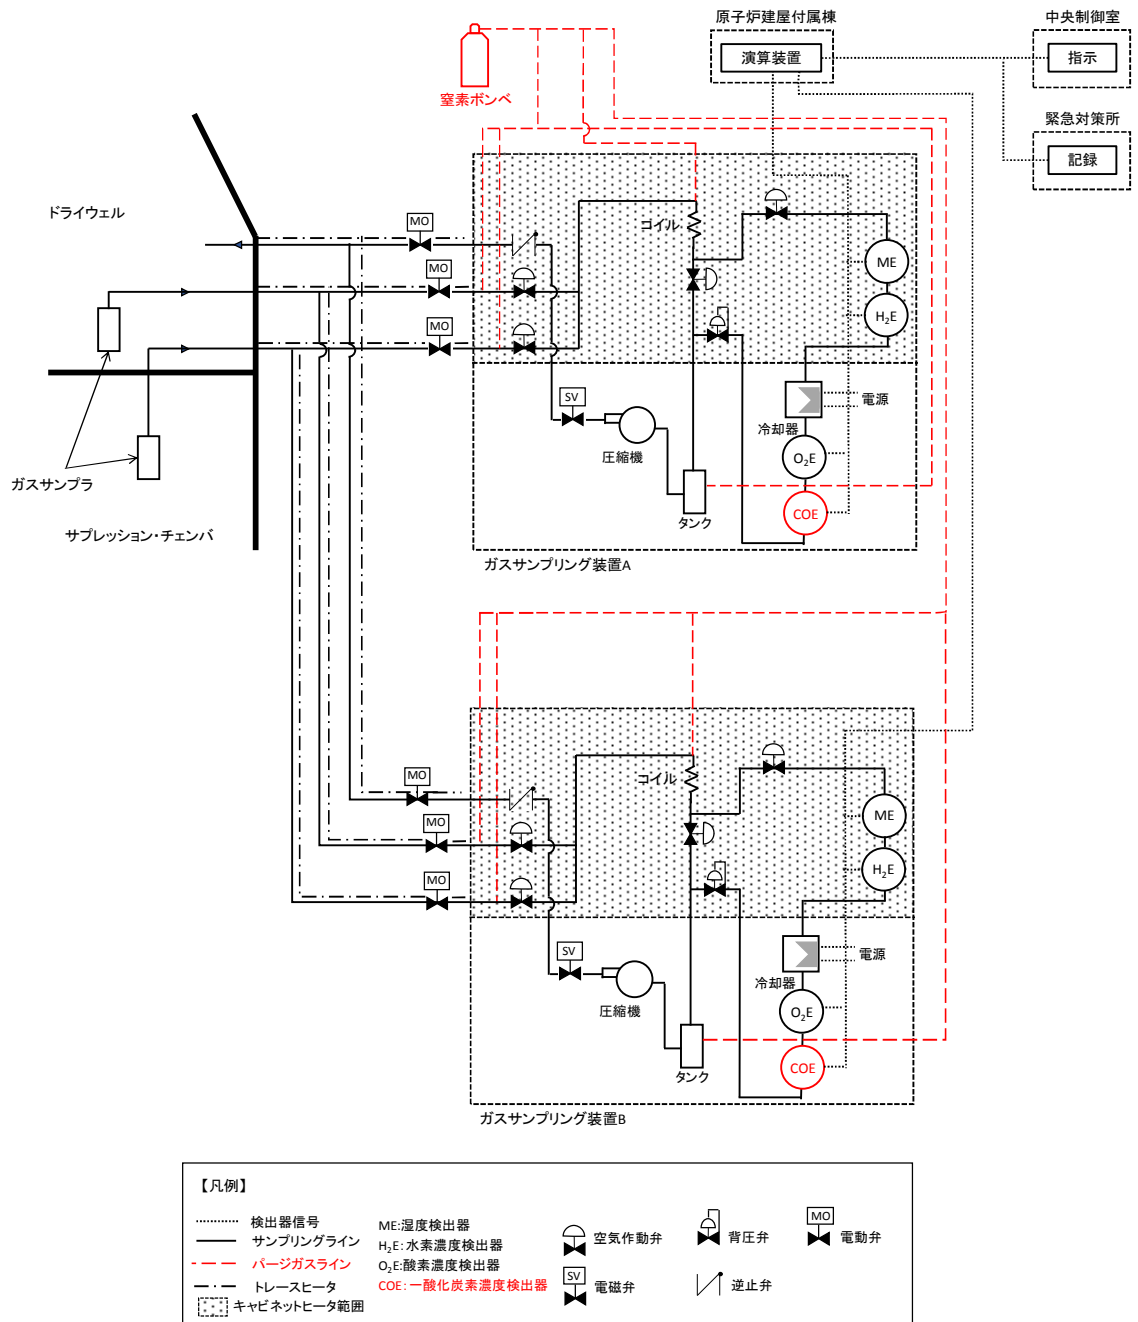 原子炉建屋付属棟
演算装置
中央制御室
指示
緊急対策所
記録
窒素ボンベ
ドライウェル
MO
MO
MO
コイル
ME
H₂E
SV
圧縮機
タンク
冷却器
電源
O₂E
COE
ガスサンプラ
サプレッション・チェンバ
ガスサンプリング装置A
MO
MO
MO
コイル
ME
H₂E
SV
圧縮機
タンク
冷却器
電源
O₂E
COE
ガスサンプリング装置B
【凡例】
検出器信号
サンプリングライン
パージガスライン
トレースヒータ
キャビネットヒータ範囲
ME:湿度検出器
H₂E:水素濃度検出器
O₂E:酸素濃度検出器
COE:一酸化炭素濃度検出器
空気作動弁
SV
電磁弁
背圧弁
逆止弁
MO
電動弁